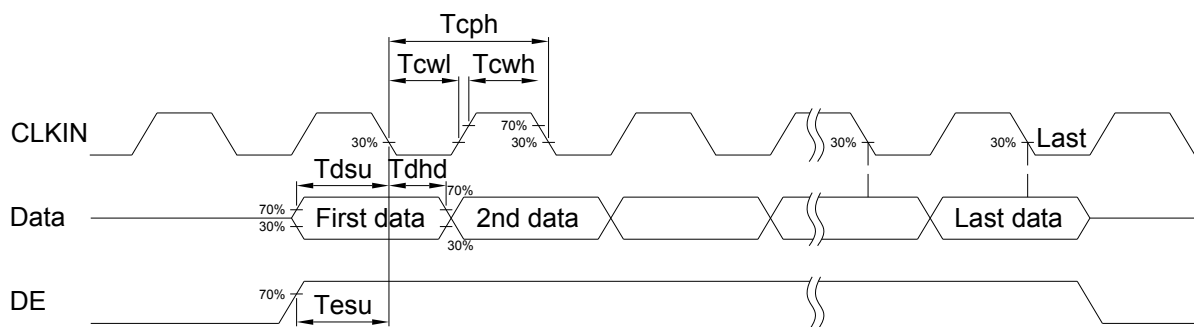 Tcph
Tcwl Tcwh
CLKIN 30% 70% 30% 30% 30% Last
Tdsu Tdhd
Data 70% 30% First data 70% 30% 2nd data Last data
DE 70% Tesu